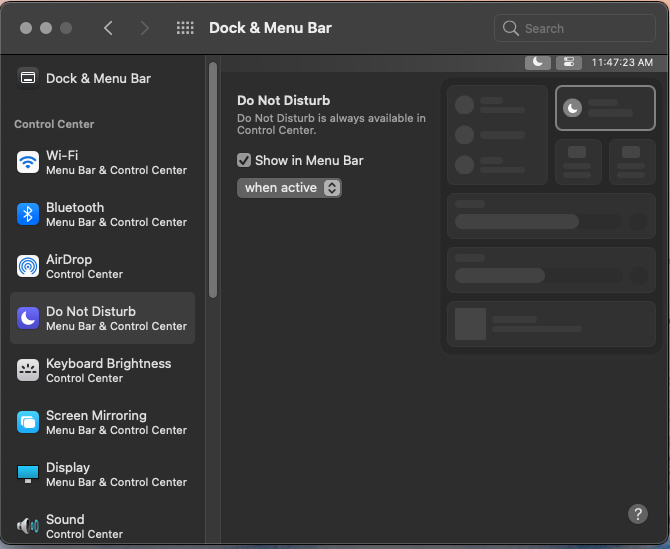 Dock & Menu Bar
Search
11:47:23 AM
Dock & Menu Bar
Control Center
Wi-Fi
Menu Bar & Control Center
Bluetooth
Menu Bar & Control Center
AirDrop
Control Center
Do Not Disturb
Menu Bar & Control Center
Keyboard Brightness
Control Center
Screen Mirroring
Menu Bar & Control Center
Display
Menu Bar & Control Center
Sound
Control Center
Do Not Disturb
Do Not Disturb is always available in
Control Center.
Show in Menu Bar
when active
?